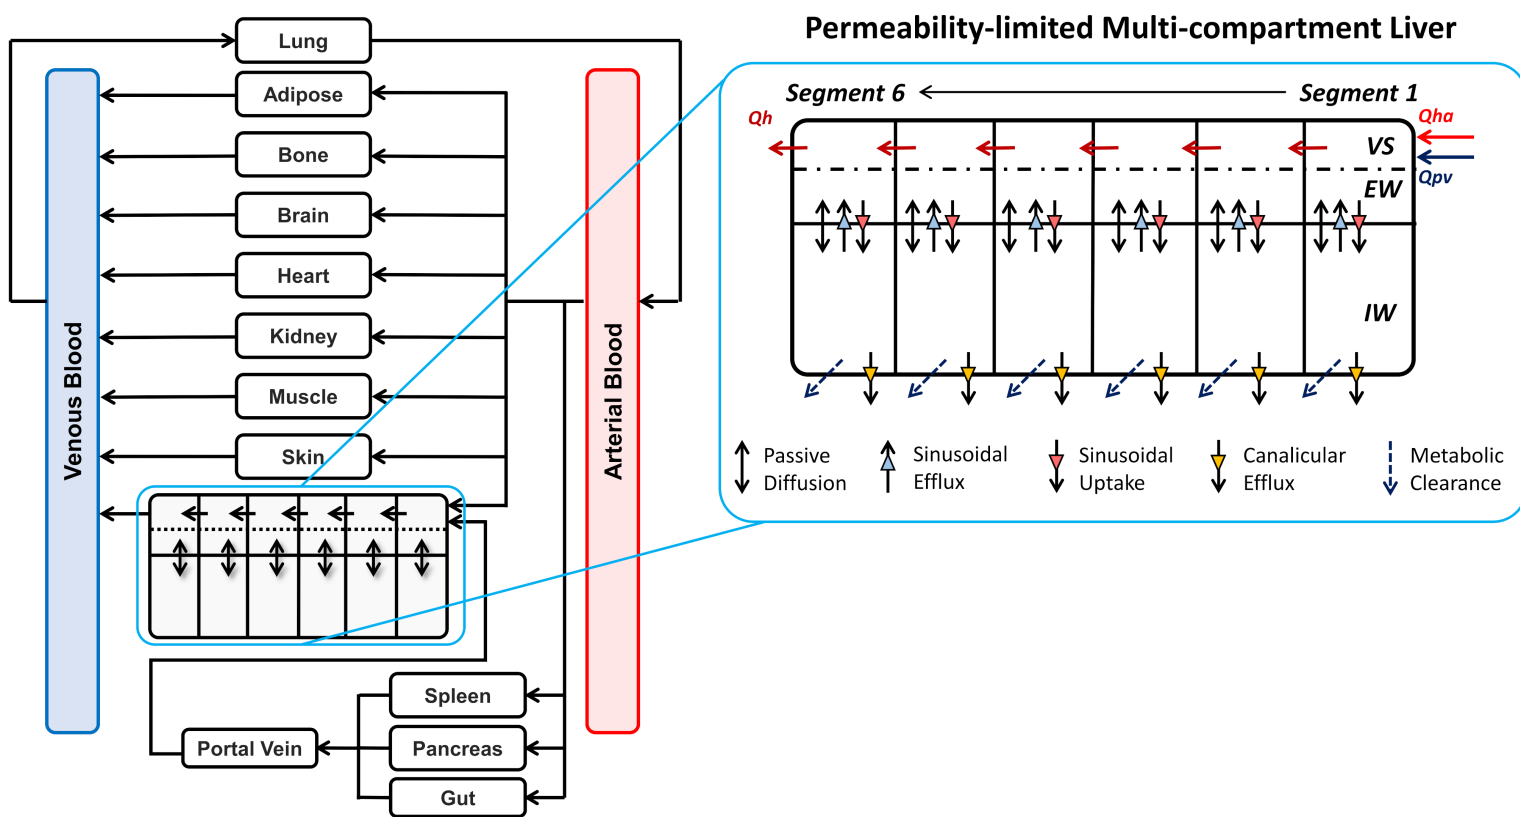 Permeability-limited Multi-compartment Liver
Lung
Adipose
Bone
Brain
Heart
Kidney
Muscle
Skin
Venous Blood
Arterial Blood
Spleen
Portal Vein
Pancreas
Gut
Segment 6
Segment 1
Qh
Qha
VS
Qpv
EW
IW
Passive
Diffusion
Sinusoidal
Efflux
Sinusoidal
Uptake
Canalicular
Efflux
Metabolic
Clearance